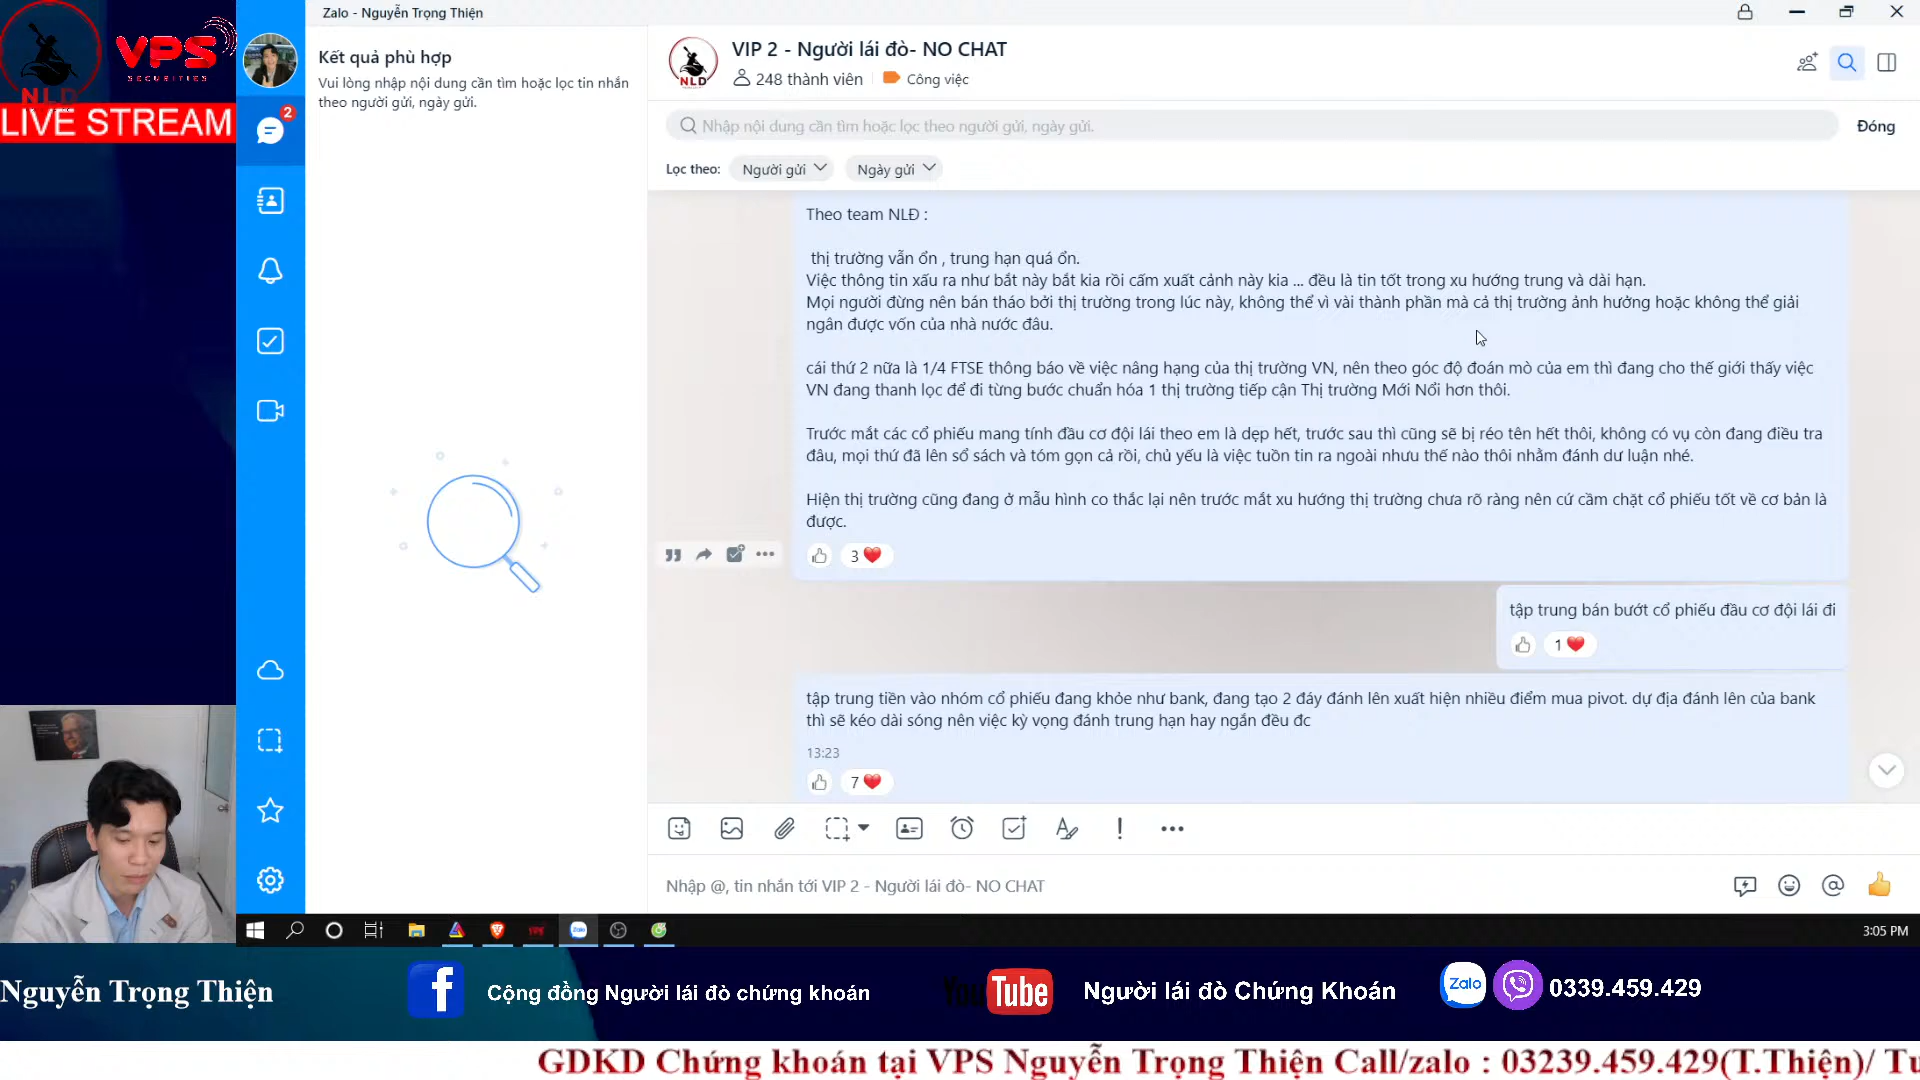 Zalo - Nguyễn Trọng Thiện
VPS
SECURITIES
NLD
LIVE STREAM
2
Kết quả phù hợp
Vui lòng nhập nội dung cần tìm hoặc lọc tin nhắn
theo người gửi, ngày gửi.
NLD
VIP 2 - Người lái đò- NO CHAT
248 thành viên
Công việc
Nhập nội dung cần tìm hoặc lọc theo người gửi, ngày gửi.
Đóng
Lọc theo:
Người gửi
Ngày gửi
Theo team NLĐ :
thị trường vẫn ổn , trung hạn quá ổn.
Việc thông tin xấu ra như bắt này bắt kia rồi cấm xuất cảnh này kia ... đều là tin tốt trong xu hướng trung và dài hạn.
Mọi người đừng nên bán tháo bởi thị trường trong lúc này, không thể vì vài thành phần mà cả thị trường ảnh hưởng hoặc không thể giải
ngân được vốn của nhà nước đâu.
cái thứ 2 nữa là 1/4 FTSE thông báo về việc nâng hạng của thị trường VN, nên theo góc độ đoán mò của em thì đang cho thế giới thấy việc
VN đang thanh lọc để đi từng bước chuẩn hóa 1 thị trường tiếp cận Thị trường Mới Nổi hơn thôi.
Trước mắt các cổ phiếu mang tính đầu cơ đội lái theo em là dẹp hết, trước sau thì cũng sẽ bị réo tên hết thôi, không có vụ còn đang điều tra
đâu, mọi thứ đã lên sổ sách và tóm gọn cả rồi, chủ yếu là việc tuồn tin ra ngoài nhưu thế nào thôi nhằm đánh dư luận nhé.
Hiện thị trường cũng đang ở mẫu hình co thắc lại nên trước mắt xu hướng thị trường chưa rõ ràng nên cứ cầm chặt cổ phiếu tốt về cơ bản là
được.
3
tập trung bán bướt cổ phiếu đầu cơ đội lái đi
1
tập trung tiền vào nhóm cổ phiếu đang khỏe như bank, đang tạo 2 đáy đánh lên xuất hiện nhiều điểm mua pivot. dự địa đánh lên của bank
thì sẽ kéo dài sóng nên việc kỳ vọng đánh trung hạn hay ngắn đều đc
13:23
7
Nhập @, tin nhắn tới VIP 2 - Người lái đò- NO CHAT
Zalo
3:05 PM
Nguyễn Trọng Thiện
Cộng đồng Người lái đò chứng khoán
YouTube
Người lái đò Chứng Khoán
Zalo
0339.459.429
GDKD Chứng khoán tại VPS Nguyễn Trọng Thiện Call/zalo : 03239.459.429(T.Thiện)/ Tu